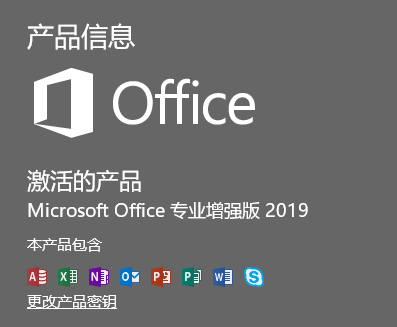 产品信息
Office
激活的产品
Microsoft Office 专业增强版 2019
本产品包含
A X N O P P W S
更改产品密钥